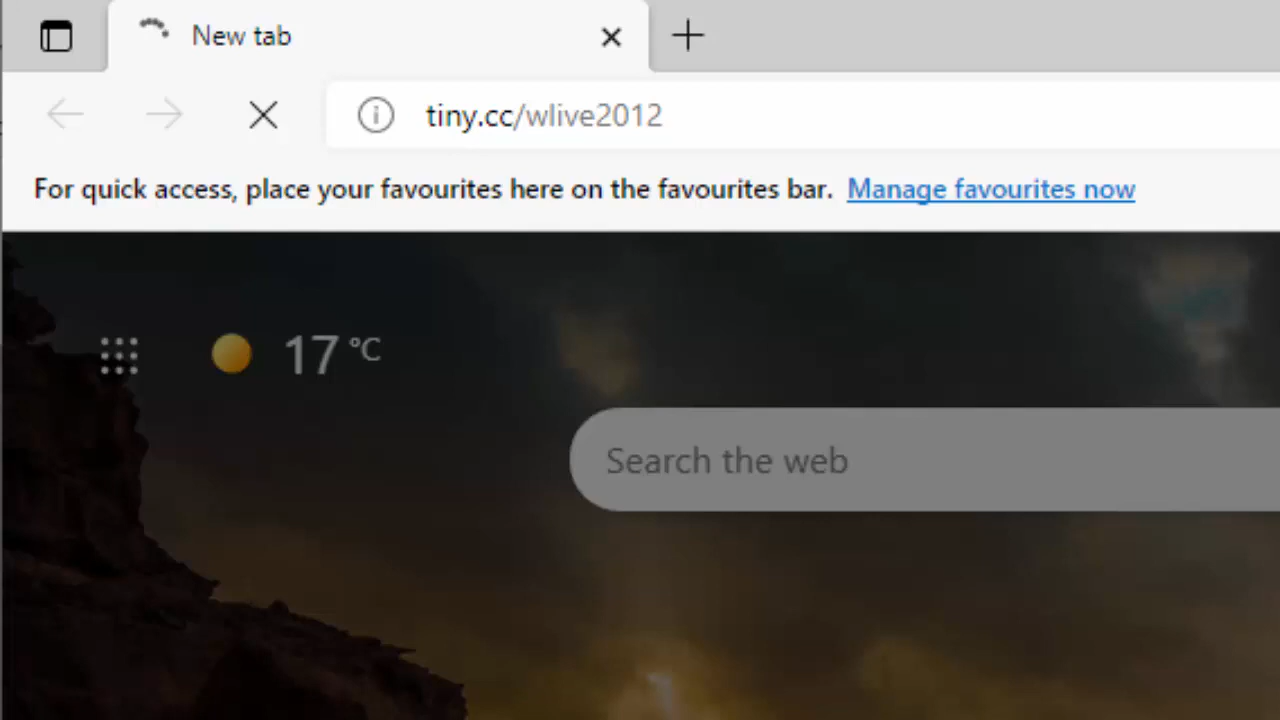 New tab
tiny.cc/wlive2012
For quick access, place your favourites here on the favourites bar. Manage favourites now
17 °C
Search the web